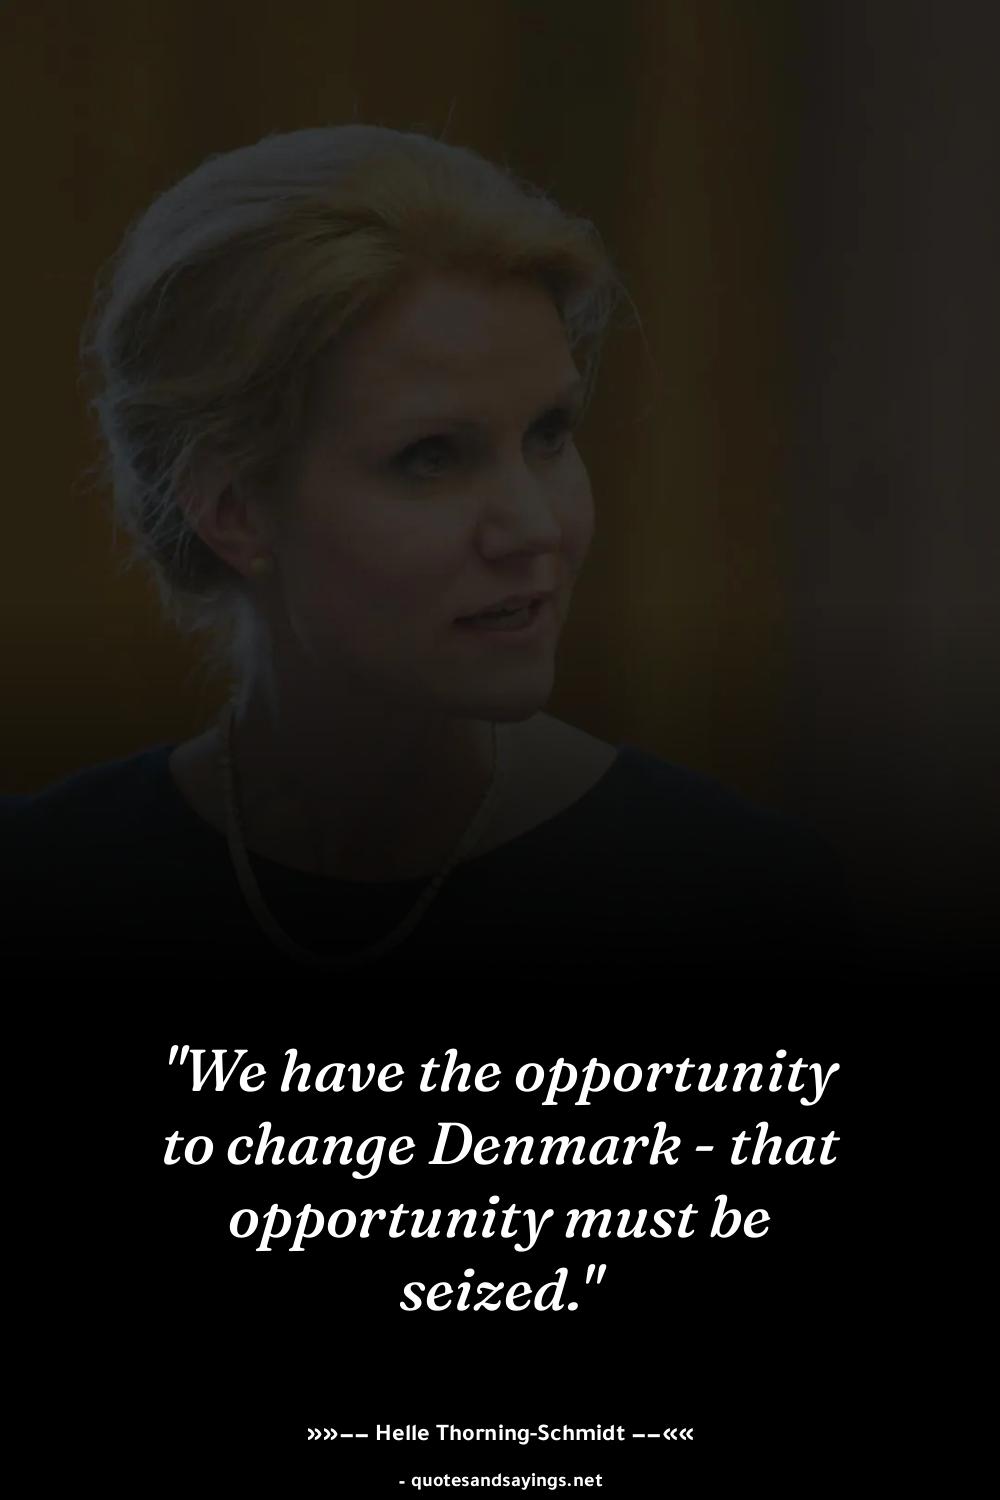 "We have the opportunity
to change Denmark - that
opportunity must be
seized."
»»–– Helle Thorning-Schmidt ––««
- quotesandsayings.net